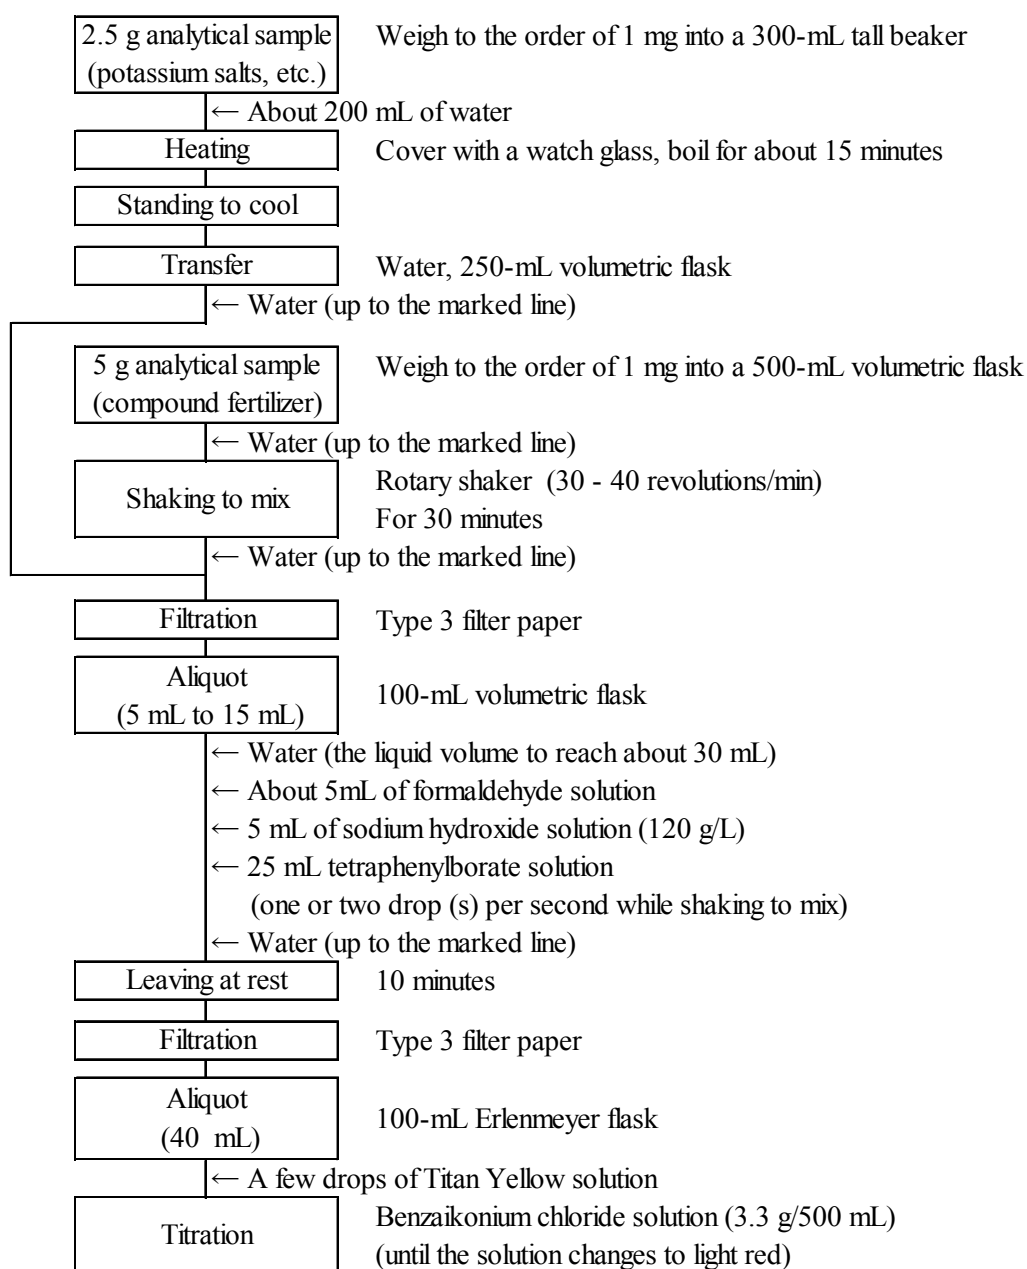 2.5 g analytical sample
(potassium salts, etc.)
Weigh to the order of 1 mg into a 300-mL tall beaker
← About 200 mL of water
Heating
Cover with a watch glass, boil for about 15 minutes
Standing to cool
Transfer
Water, 250-mL volumetric flask
← Water (up to the marked line)
5 g analytical sample
(compound fertilizer)
Weigh to the order of 1 mg into a 500-mL volumetric flask
← Water (up to the marked line)
Shaking to mix
Rotary shaker (30 - 40 revolutions/min)
For 30 minutes
← Water (up to the marked line)
Filtration
Type 3 filter paper
Aliquot
(5 mL to 15 mL)
100-mL volumetric flask
← Water (the liquid volume to reach about 30 mL)
← About 5mL of formaldehyde solution
← 5 mL of sodium hydroxide solution (120 g/L)
← 25 mL tetraphenylborate solution
(one or two drop (s) per second while shaking to mix)
← Water (up to the marked line)
Leaving at rest
10 minutes
Filtration
Type 3 filter paper
Aliquot
(40 mL)
100-mL Erlenmeyer flask
← A few drops of Titan Yellow solution
Titration
Benzaikonium chloride solution (3.3 g/500 mL)
(until the solution changes to light red)